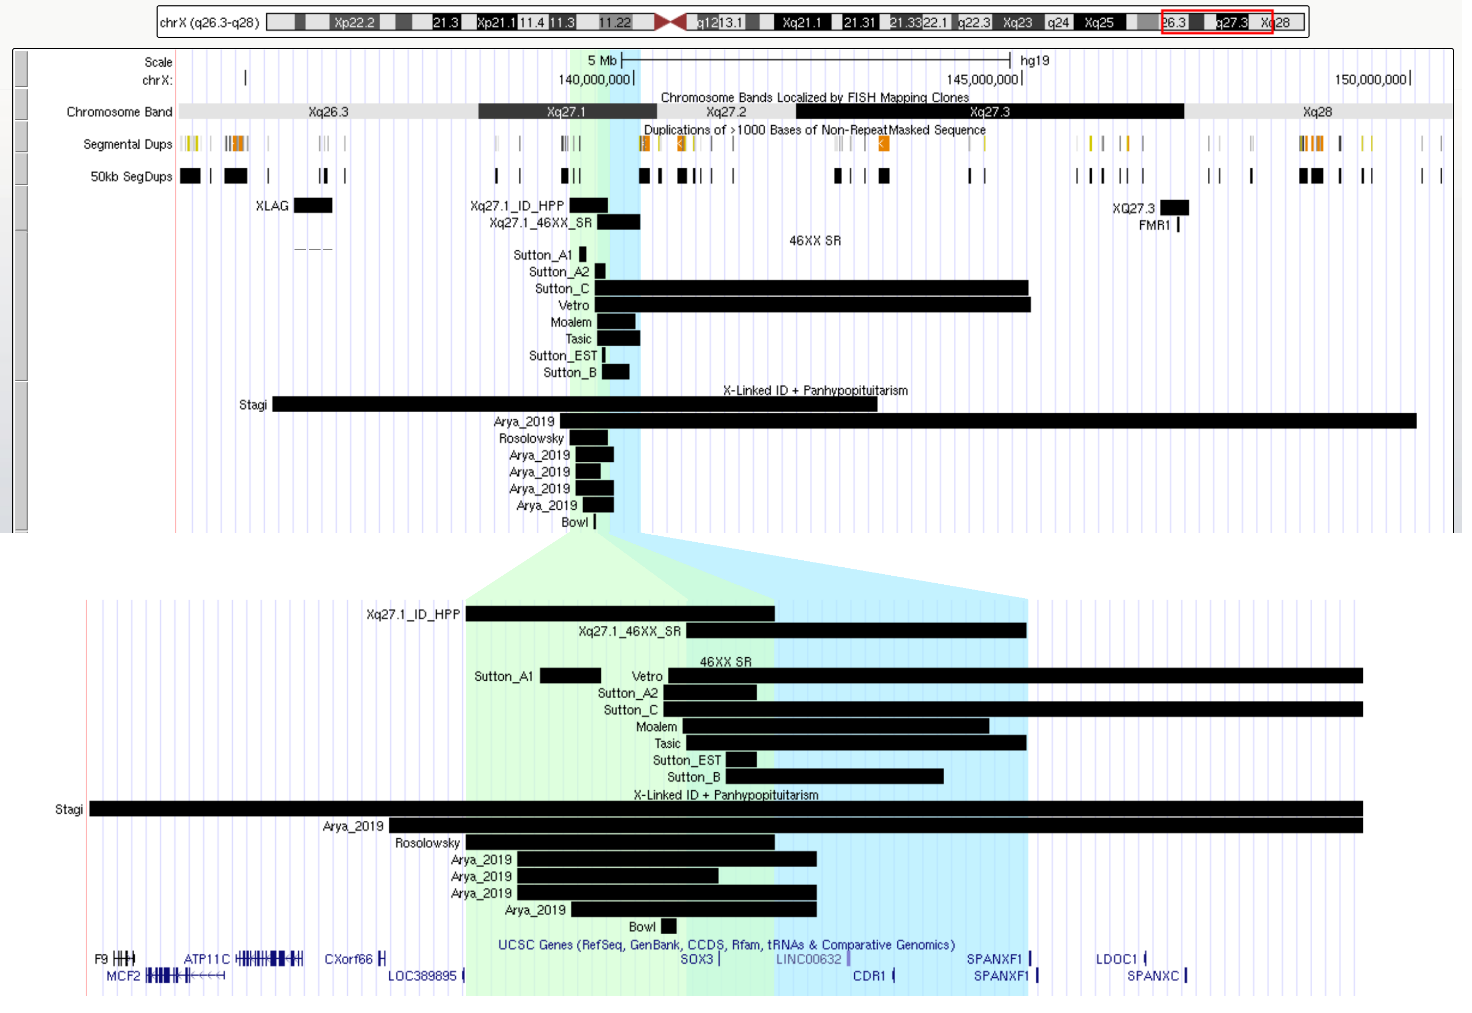 chrX (q26.3-q28) Xp22.2 21.3 Xp21.1 11.4 11.3 11.22 q12 13.1 Xq21.1 21.31 21.33 22.1 q22.3 Xq23 q24 Xq25 26.3 q27.3 Xq28
Scale 5 Mb hg19
chrX: 140,000,000 145,000,000 150,000,000
Chromosome Bands Localized by FISH Mapping Clones
Chromosome Band Xq26.3 Xq27.1 Xq27.2 Xq27.3 Xq28
Duplications of >1000 Bases of Non-RepeatMasked Sequence
Segmental Dups
50kb SegDups
XLAG Xq27.1_ID_HPP XQ27.3
Xq27.1_46XX_SR FMR1
46XX SR
Sutton_A1
Sutton_A2
Sutton_C
Vetro
Moalem
Tasic
Sutton_EST
Sutton_B
X-Linked ID + Panhypopituitarism
Stagi
Arya_2019
Rosolowsky
Arya_2019
Arya_2019
Arya_2019
Arya_2019
Bowl
Xq27.1_ID_HPP
Xq27.1_46XX_SR
46XX SR
Sutton_A1 Vetro
Sutton_A2
Sutton_C
Moalem
Tasic
Sutton_EST
Sutton_B
X-Linked ID + Panhypopituitarism
Stagi
Arya_2019
Rosolowsky
Arya_2019
Arya_2019
Arya_2019
Arya_2019
Bowl
UCSC Genes (RefSeq, GenBank, CCDS, Rfam, tRNAs & Comparative Genomics)
F9 ATP11C CXorf66 SOX3 LINC00632 SPANXF1 LDOC1
MCF2 LOC389895 CDR1 SPANXF1 SPANXC